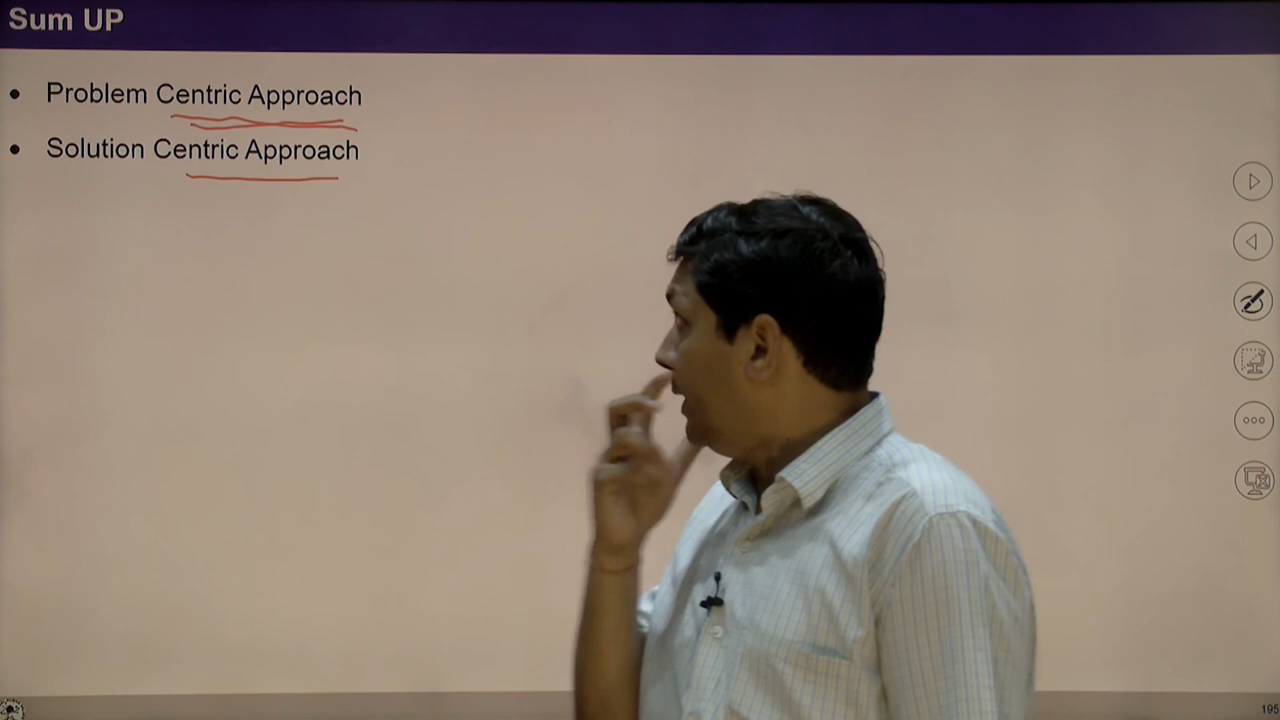 Sum UP
• Problem Centric Approach
• Solution Centric Approach
195